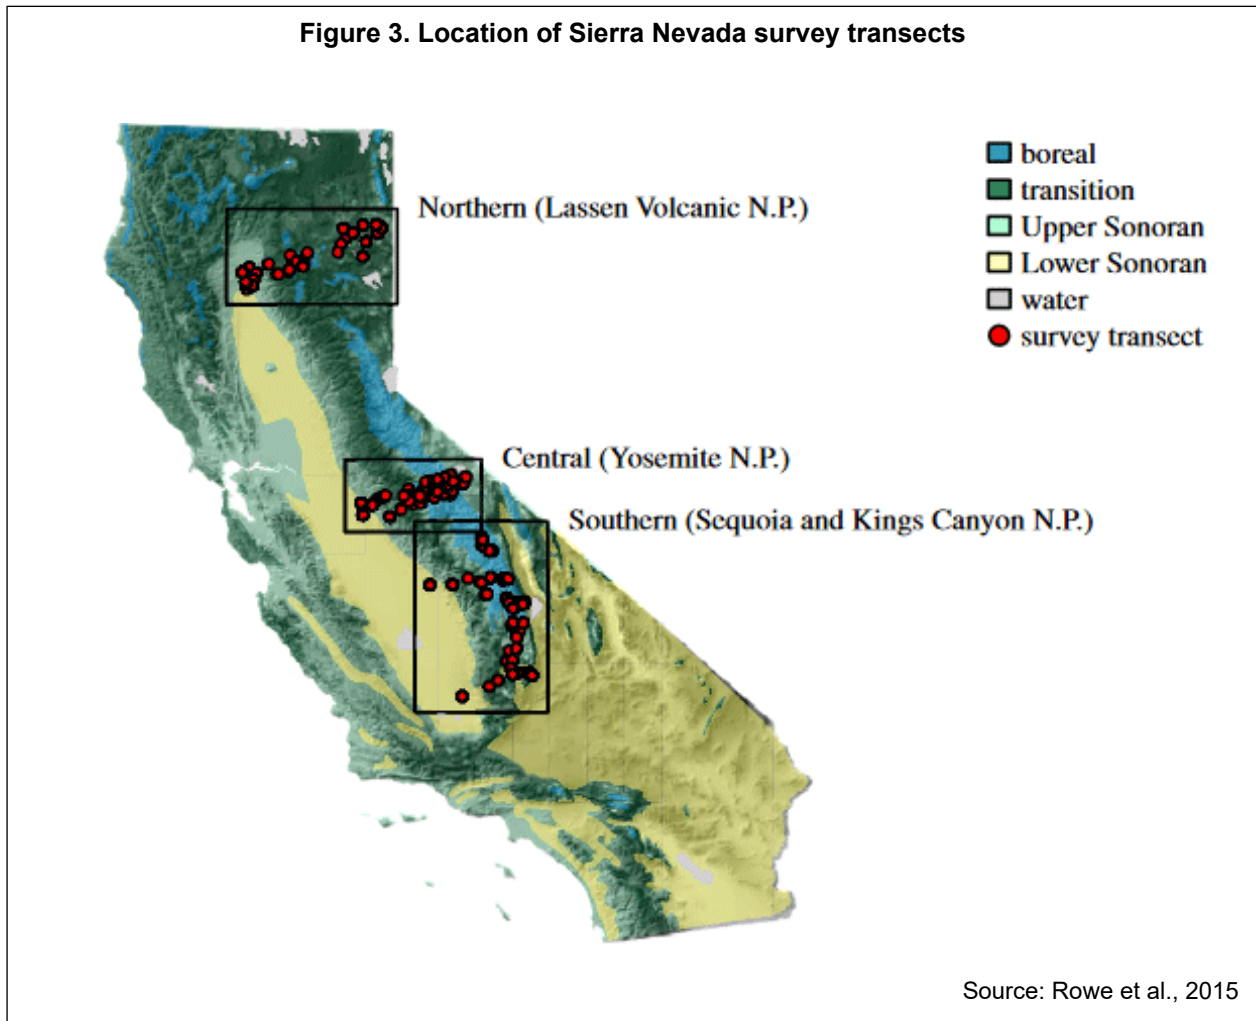 Figure 3. Location of Sierra Nevada survey transects
boreal
transition
Upper Sonoran
Lower Sonoran
water
survey transect
Northern (Lassen Volcanic N.P.)
Central (Yosemite N.P.)
Southern (Sequoia and Kings Canyon N.P.)
Source: Rowe et al., 2015